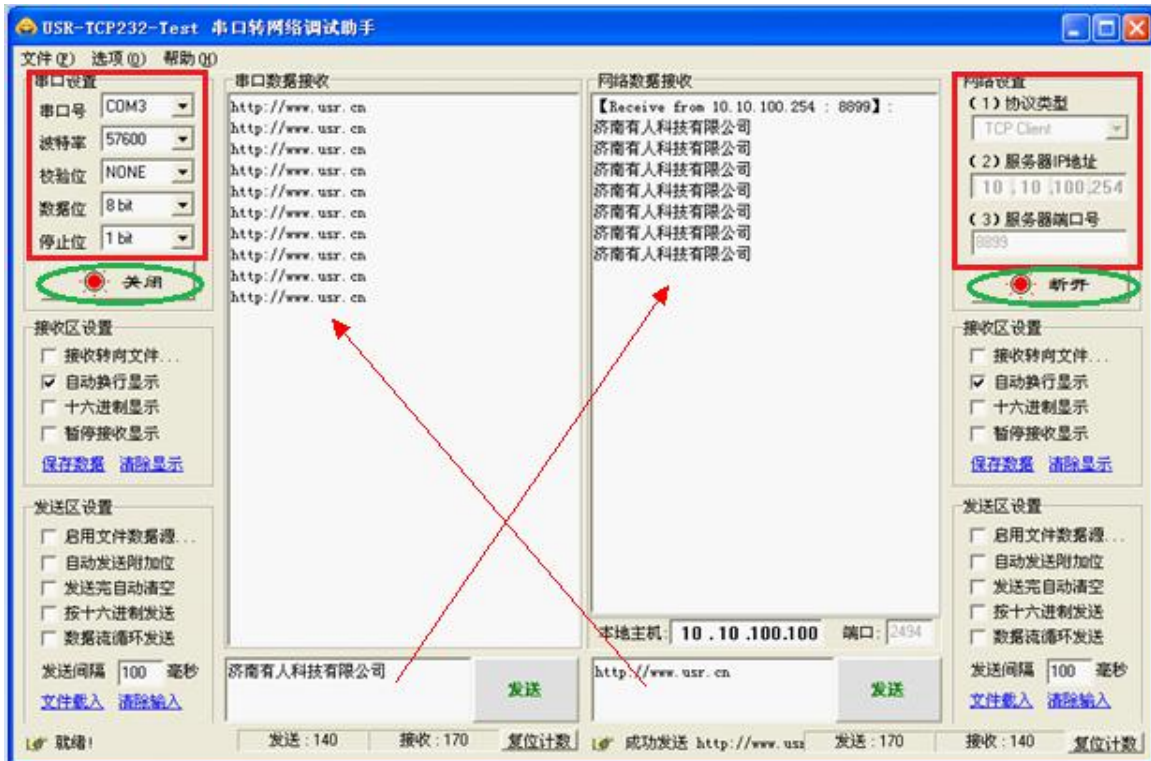 USR-TCP232-Test 串口转网络调试助手
文件(F) 选项(O) 帮助(H)
串口设置
串口号 COM3
波特率 57600
校验位 NONE
数据位 8 bit
停止位 1 bit
关闭
接收区设置
接收转向文件...
自动换行显示
十六进制显示
暂停接收显示
保存数据 清除显示
发送区设置
启用文件数据源...
自动发送附加位
发送完自动清空
按十六进制发送
数据流循环发送
发送间隔 100 毫秒
文件载入 清除输入
串口数据接收
http://www.usr.cn
http://www.usr.cn
http://www.usr.cn
http://www.usr.cn
http://www.usr.cn
http://www.usr.cn
http://www.usr.cn
http://www.usr.cn
http://www.usr.cn
http://www.usr.cn
济南有人科技有限公司
发送
网络数据接收
【Receive from 10.10.100.254 : 8899】:
济南有人科技有限公司
济南有人科技有限公司
济南有人科技有限公司
济南有人科技有限公司
济南有人科技有限公司
济南有人科技有限公司
济南有人科技有限公司
本地主机: 10 .10 .100.100 端口: 2494
http://www.usr.cn
发送
网络设置
(1)协议类型
TCP Client
(2)服务器IP地址
10 .10 .100.254
(3)服务器端口号
8899
断开
接收区设置
接收转向文件...
自动换行显示
十六进制显示
暂停接收显示
保存数据 清除显示
发送区设置
启用文件数据源...
自动发送附加位
发送完自动清空
按十六进制发送
数据流循环发送
发送间隔 100 毫秒
文件载入 清除输入
就绪! 发送:140 接收:170 复位计数
成功发送 http://www.usr 发送:170 接收:140 复位计数